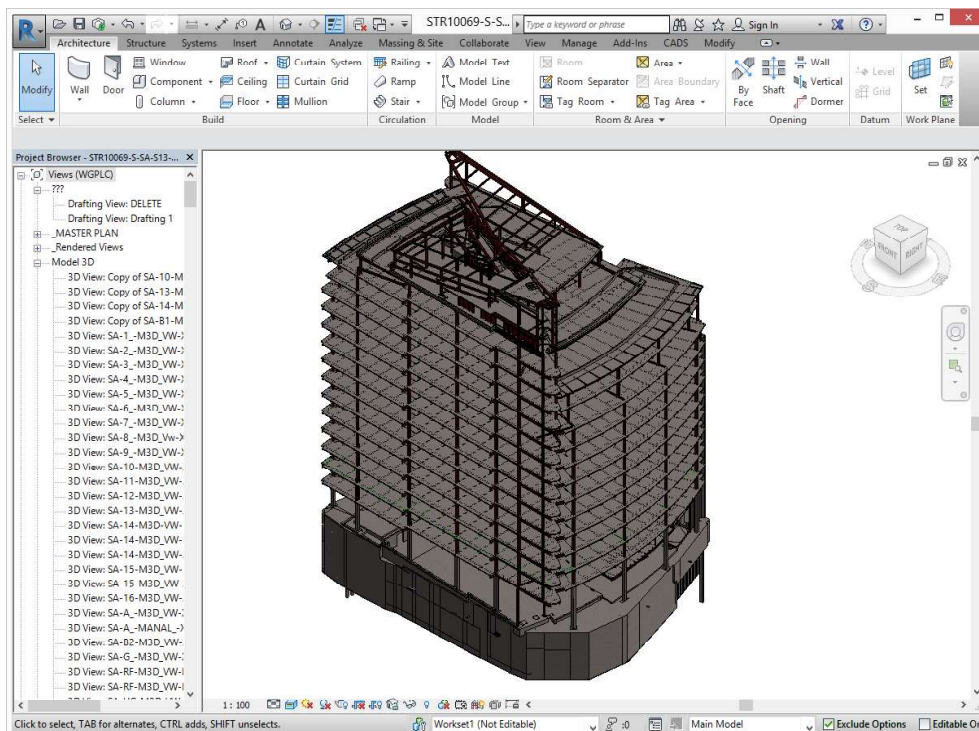 STR10069-S-S...
Type a keyword or phrase
Sign In
Architecture Structure Systems Insert Annotate Analyze Massing & Site Collaborate View Manage Add-Ins CADS Modify
Modify
Wall
Door
Window
Component
Column
Roof
Ceiling
Floor
Curtain System
Curtain Grid
Mullion
Railing
Ramp
Stair
Model Text
Model Line
Model Group
Room
Room Separator
Tag Room
Area
Area Boundary
Tag Area
By Face
Shaft
Wall
Vertical
Dormer
Level
Grid
Set
Select
Build
Circulation
Model
Room & Area
Opening
Datum
Work Plane
Project Browser - STR10069-S-SA-S13-...
Views (WGPLC)
???
Drafting View: DELETE
Drafting View: Drafting 1
_MASTER PLAN
_Rendered Views
Model 3D
3D View: Copy of SA-10-M
3D View: Copy of SA-13-M
3D View: Copy of SA-14-M
3D View: Copy of SA-B1-M
3D View: SA-1_-M3D_VW-
3D View: SA-2_-M3D_VW-
3D View: SA-3_-M3D_VW-
3D View: SA-4_-M3D_VW-
3D View: SA-5_-M3D_VW-
3D View: SA-6_-M3D_VW-
3D View: SA-7_-M3D_VW-
3D View: SA-8_-M3D_Vw-X
3D View: SA-9_-M3D_VW-
3D View: SA-10-M3D_VW-
3D View: SA-11-M3D_VW-
3D View: SA-12-M3D_VW-
3D View: SA-13-M3D_VW-
3D View: SA-14-M3D-VW-
3D View: SA-14-M3D_VW-
3D View: SA-14-M3D_VW-
3D View: SA-15-M3D_VW-
3D View: SA-15-M3D_VW-
3D View: SA-16-M3D_VW-
3D View: SA-A_-M3D_VW-
3D View: SA-A_-MANAL_-X
3D View: SA-B2-M3D_VW-
3D View: SA-G_-M3D_VW-
3D View: SA-RF-M3D_VW-
3D View: SA-RF-M3D_VW-
TOP
FRONT
RIGHT
S
1 : 100
Click to select, TAB for alternates, CTRL adds, SHIFT unselects.
Workset1 (Not Editable)
:0
Main Model
Exclude Options
Editable On